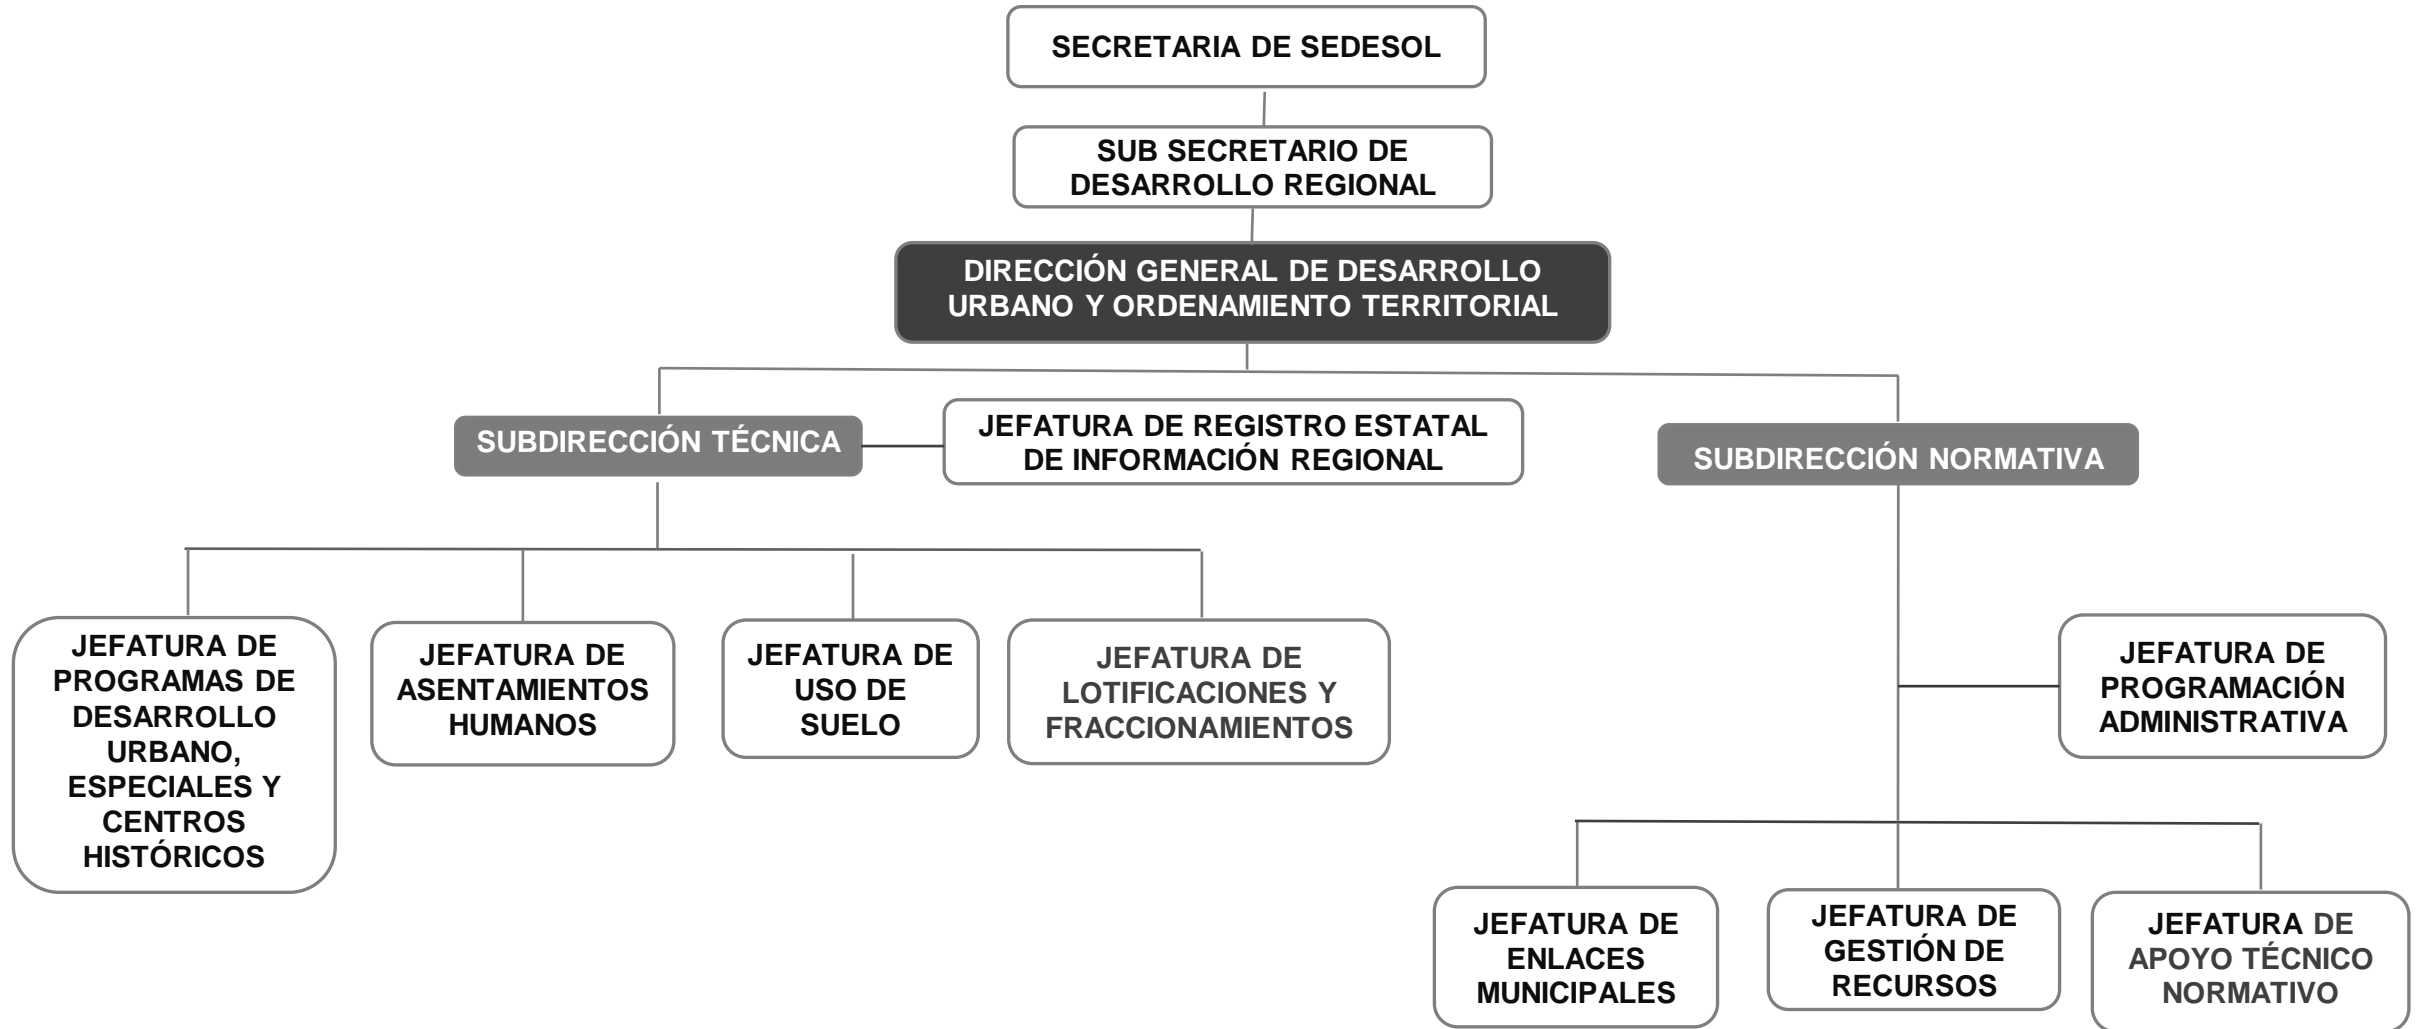 SECRETARIA DE SEDESOL
SUB SECRETARIO DE
DESARROLLO REGIONAL
DIRECCIÓN GENERAL DE DESARROLLO
URBANO Y ORDENAMIENTO TERRITORIAL
SUBDIRECCIÓN TÉCNICA
JEFATURA DE REGISTRO ESTATAL
DE INFORMACIÓN REGIONAL
SUBDIRECCIÓN NORMATIVA
JEFATURA DE
PROGRAMAS DE
DESARROLLO
URBANO,
ESPECIALES Y
CENTROS
HISTÓRICOS
JEFATURA DE
ASENTAMIENTOS
HUMANOS
JEFATURA DE
USO DE
SUELO
JEFATURA DE
LOTIFICACIONES Y
FRACCIONAMIENTOS
JEFATURA DE
PROGRAMACIÓN
ADMINISTRATIVA
JEFATURA DE
ENLACES
MUNICIPALES
JEFATURA DE
GESTIÓN DE
RECURSOS
JEFATURA DE
APOYO TÉCNICO
NORMATIVO